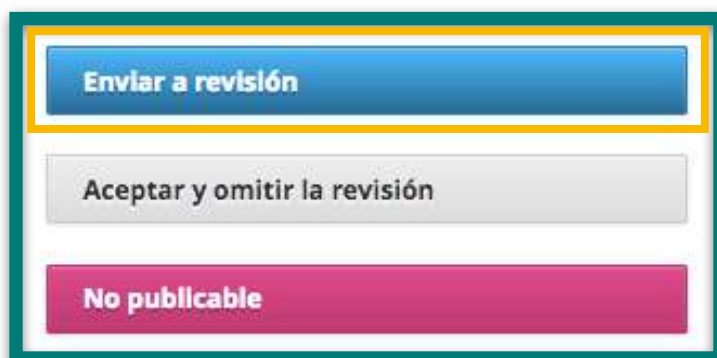 Enviar a revisión
Aceptar y omitir la revisión
No publicable